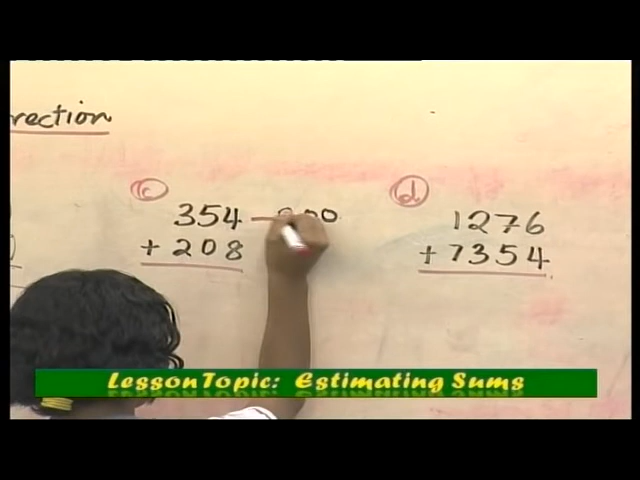 rection
c
354
+ 208
d
1276
+ 7354
Lesson Topic: Estimating Sums